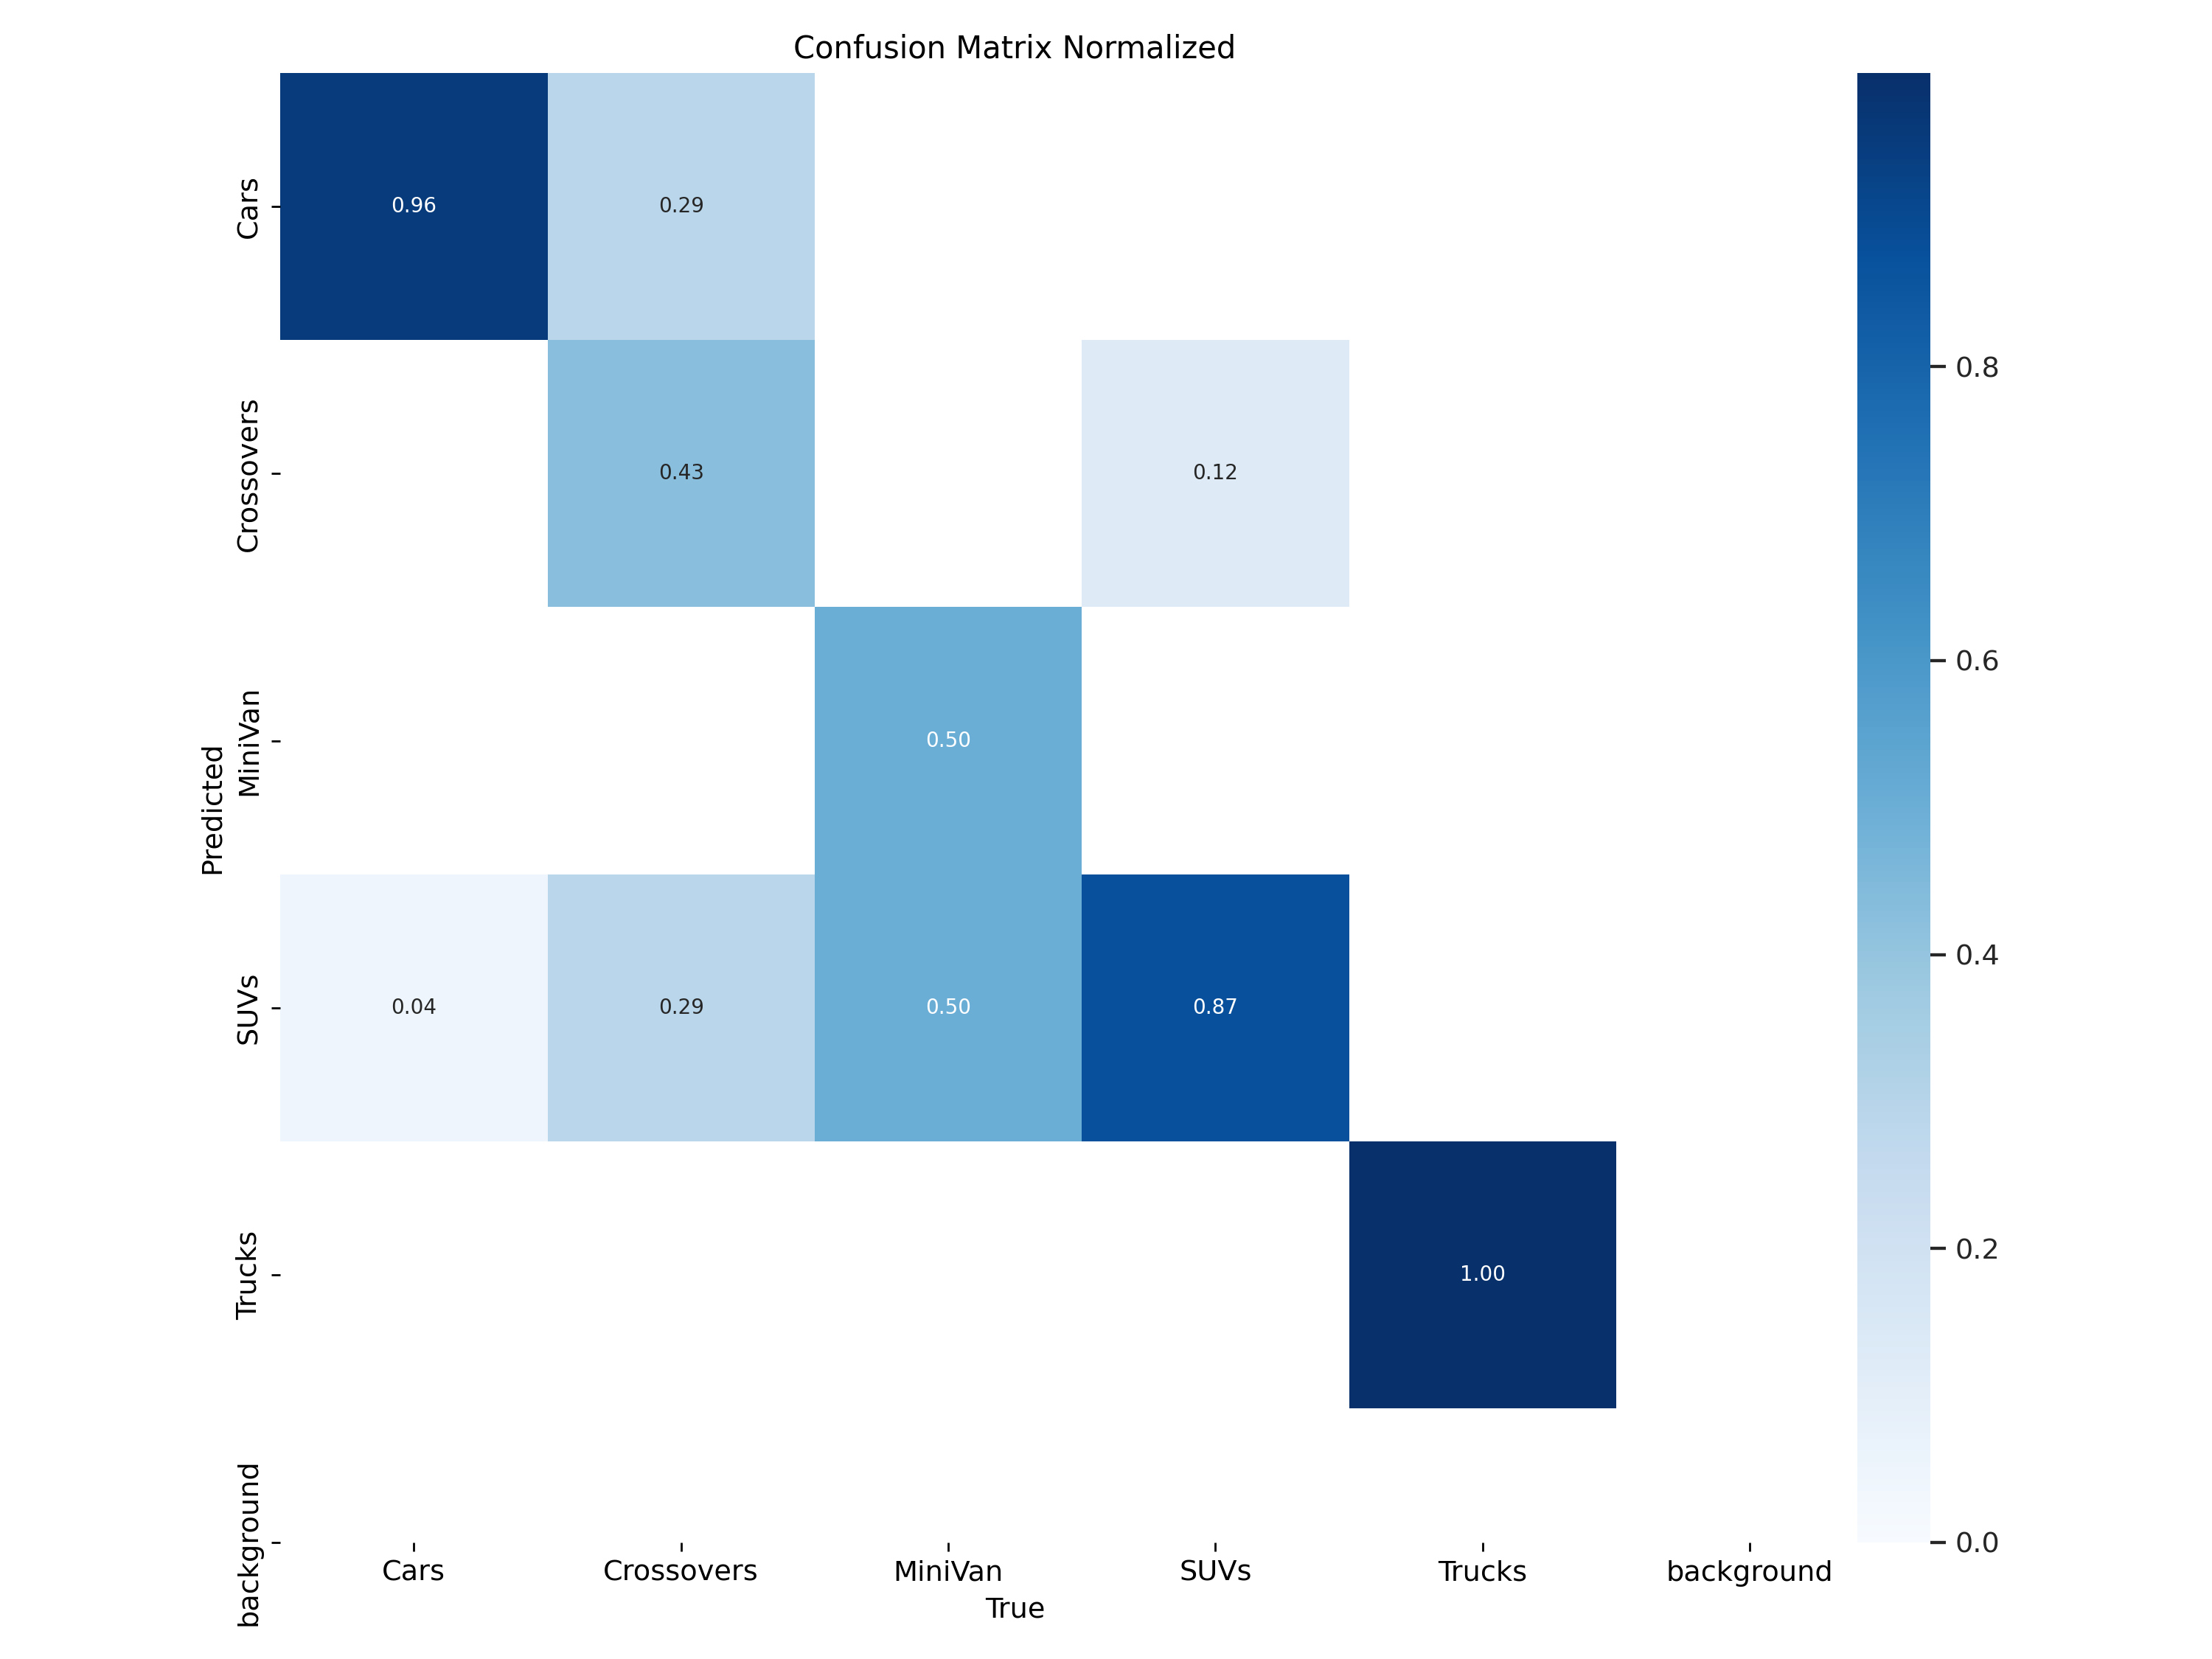 Confusion Matrix Normalized
Cars
0.96
0.29
Crossovers
0.43
0.12
0.8
MiniVan
0.50
0.6
Predicted
SUVs
0.04
0.29
0.50
0.87
0.4
Trucks
1.00
0.2
background
0.0
Cars
Crossovers
MiniVan
SUVs
Trucks
background
True